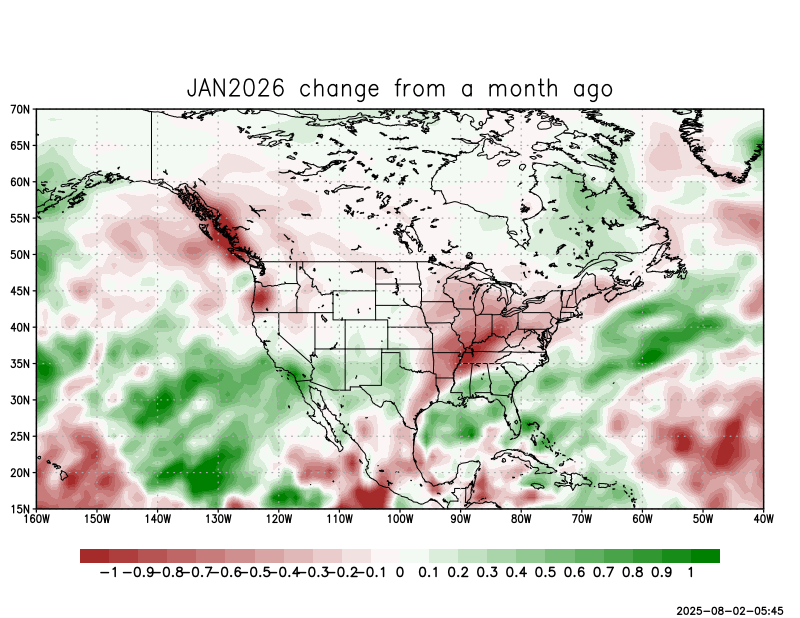 JAN2026 change from a month ago
70N
65N
60N
55N
50N
45N
40N
35N
30N
25N
20N
15N
160W 150W 140W 130W 120W 110W 100W 90W 80W 70W 60W 50W 40W
-1 -0.9 -0.8 -0.7 -0.6 -0.5 -0.4 -0.3 -0.2 -0.1 0 0.1 0.2 0.3 0.4 0.5 0.6 0.7 0.8 0.9 1
2025-08-02-05:45